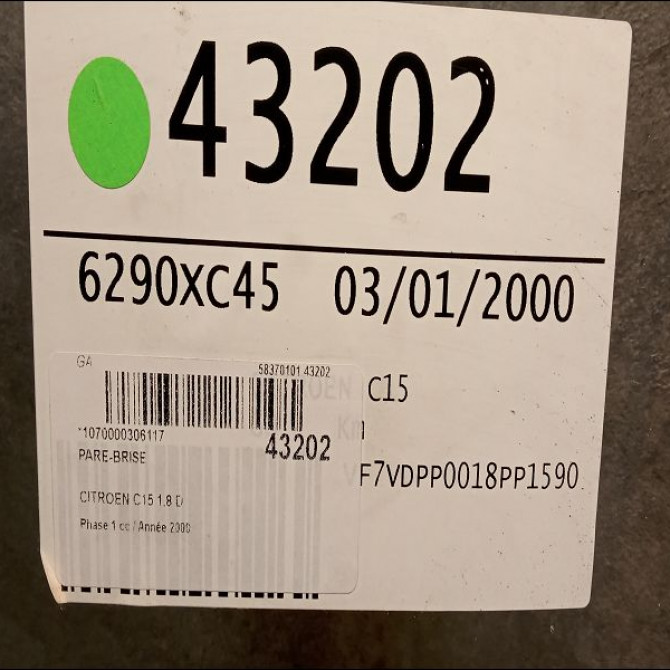 43202
6290XC45 03/01/2000
GA 58370101 43202
OEN C15
*1070000306117 43202
PARE-BRISE
F7VDPP0018PP1590
CITROEN C15 1.8 D
Phase 1 cc / Année 2000